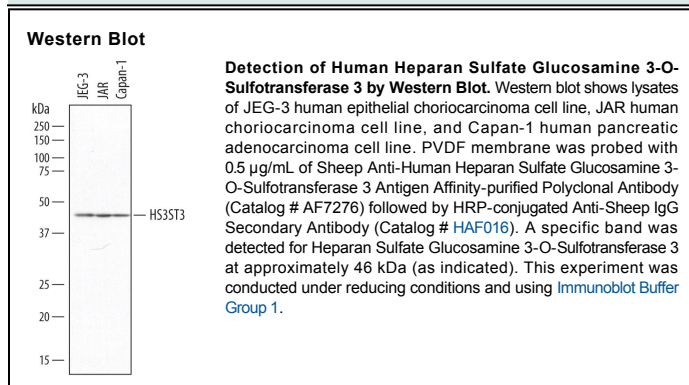 Western Blot
JEG-3
JAR
Capan-1
kDa
250
150
100
75
50
37
25
20
15
HS3ST3
Detection of Human Heparan Sulfate Glucosamine 3-O-
Sulfotransferase 3 by Western Blot. Western blot shows lysates
of JEG-3 human epithelial choriocarcinoma cell line, JAR human
choriocarcinoma cell line, and Capan-1 human pancreatic
adenocarcinoma cell line. PVDF membrane was probed with
0.5 µg/mL of Sheep Anti-Human Heparan Sulfate Glucosamine 3-
O-Sulfotransferase 3 Antigen Affinity-purified Polyclonal Antibody
(Catalog # AF7276) followed by HRP-conjugated Anti-Sheep IgG
Secondary Antibody (Catalog # HAF016). A specific band was
detected for Heparan Sulfate Glucosamine 3-O-Sulfotransferase 3
at approximately 46 kDa (as indicated). This experiment was
conducted under reducing conditions and using Immunoblot Buffer
Group 1.